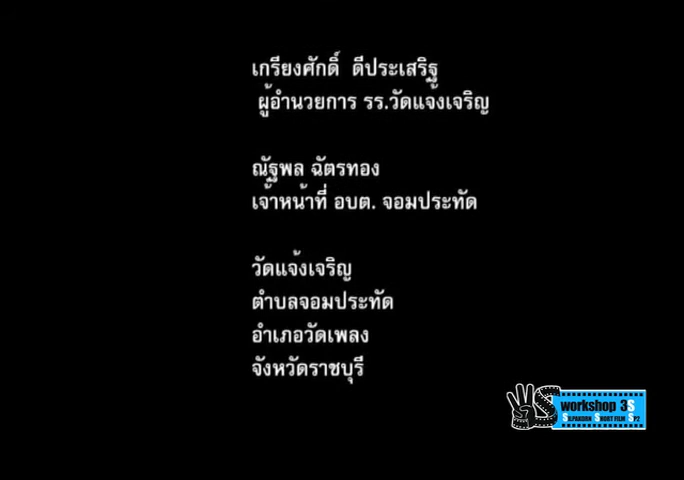 เกรียงศักดิ์ ดีประเสริฐ
ผู้อำนวยการ รร.วัดแจ้งเจริญ
ณัฐพล ฉัตรทอง
เจ้าหน้าที่ อบต. จอมประทัด
วัดแจ้งเจริญ
ตำบลจอมประทัด
อำเภอวัดเพลง
จังหวัดราชบุรี
workshop 3S
SHORT FILM